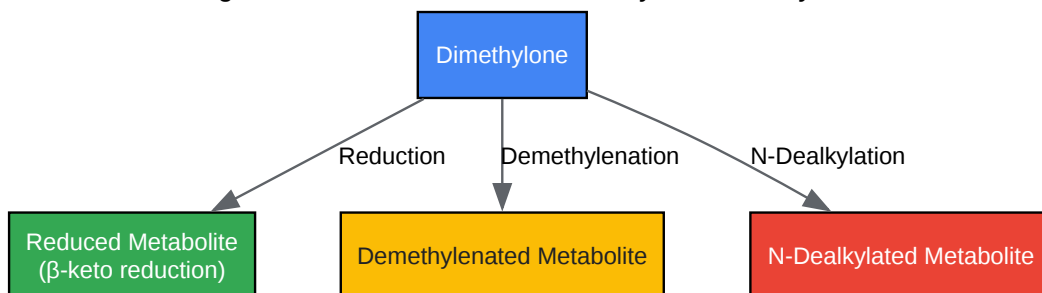 Dimethylone
Reduction
Demethylenation
N-Dealkylation
Reduced Metabolite
(β-keto reduction)
Demethylenated Metabolite
N-Dealkylated Metabolite